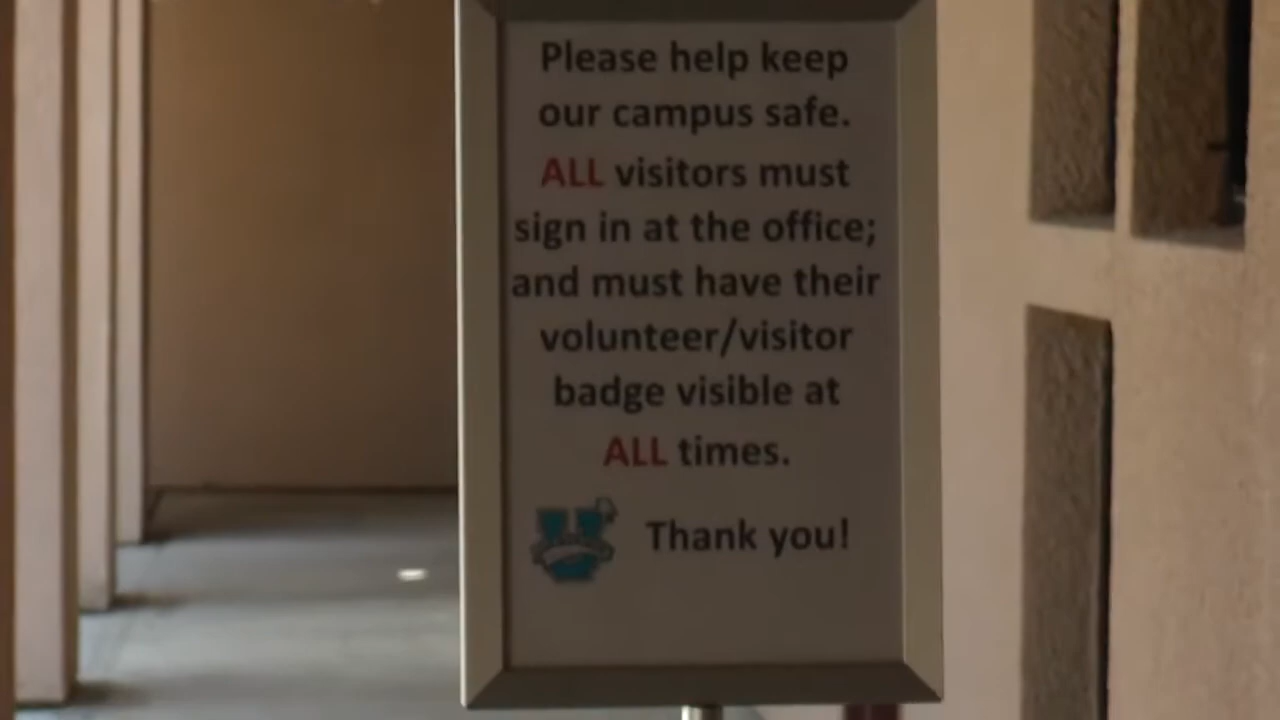 Please help keep
our campus safe.
ALL visitors must
sign in at the office;
and must have their
volunteer/visitor
badge visible at
ALL times.
Thank you!